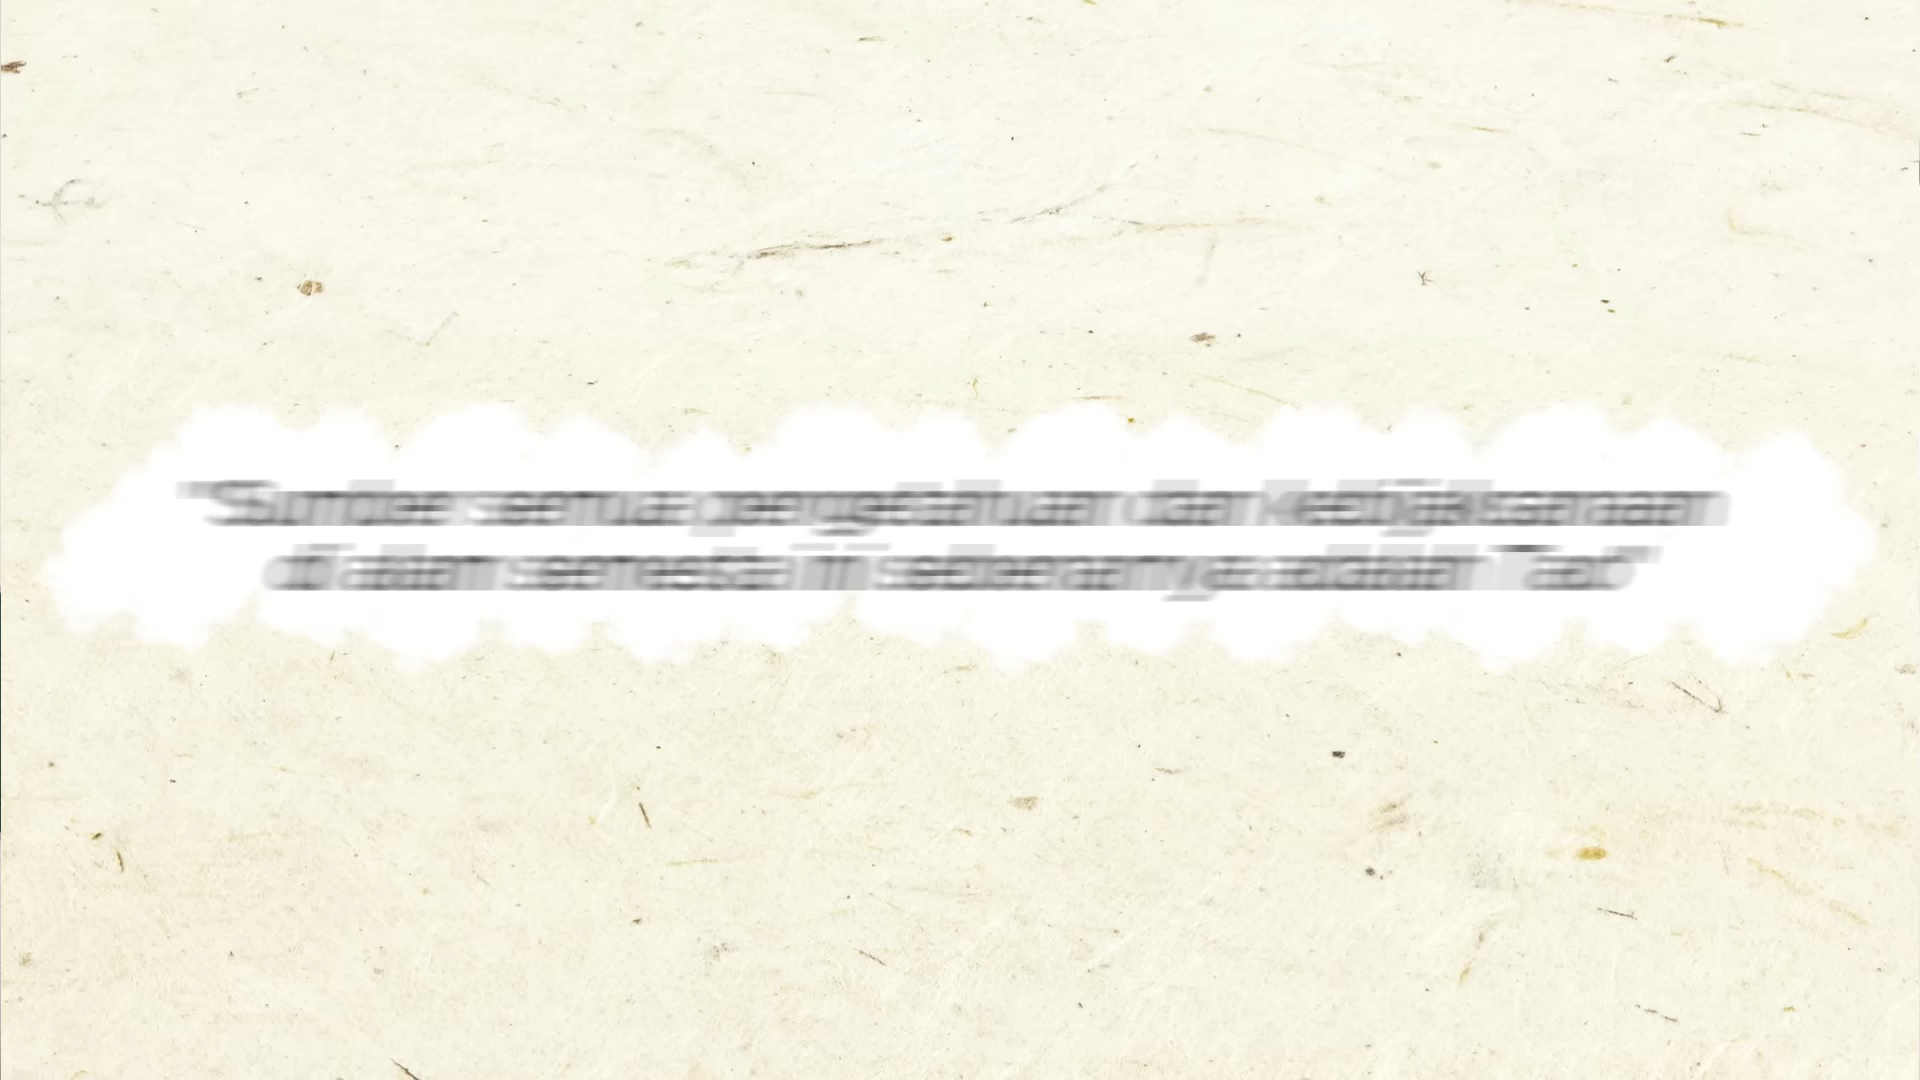 "Sumber semua pengetahuan dan kebijaksanaan
di alam semesta ini sebenarnya adalah Tao"